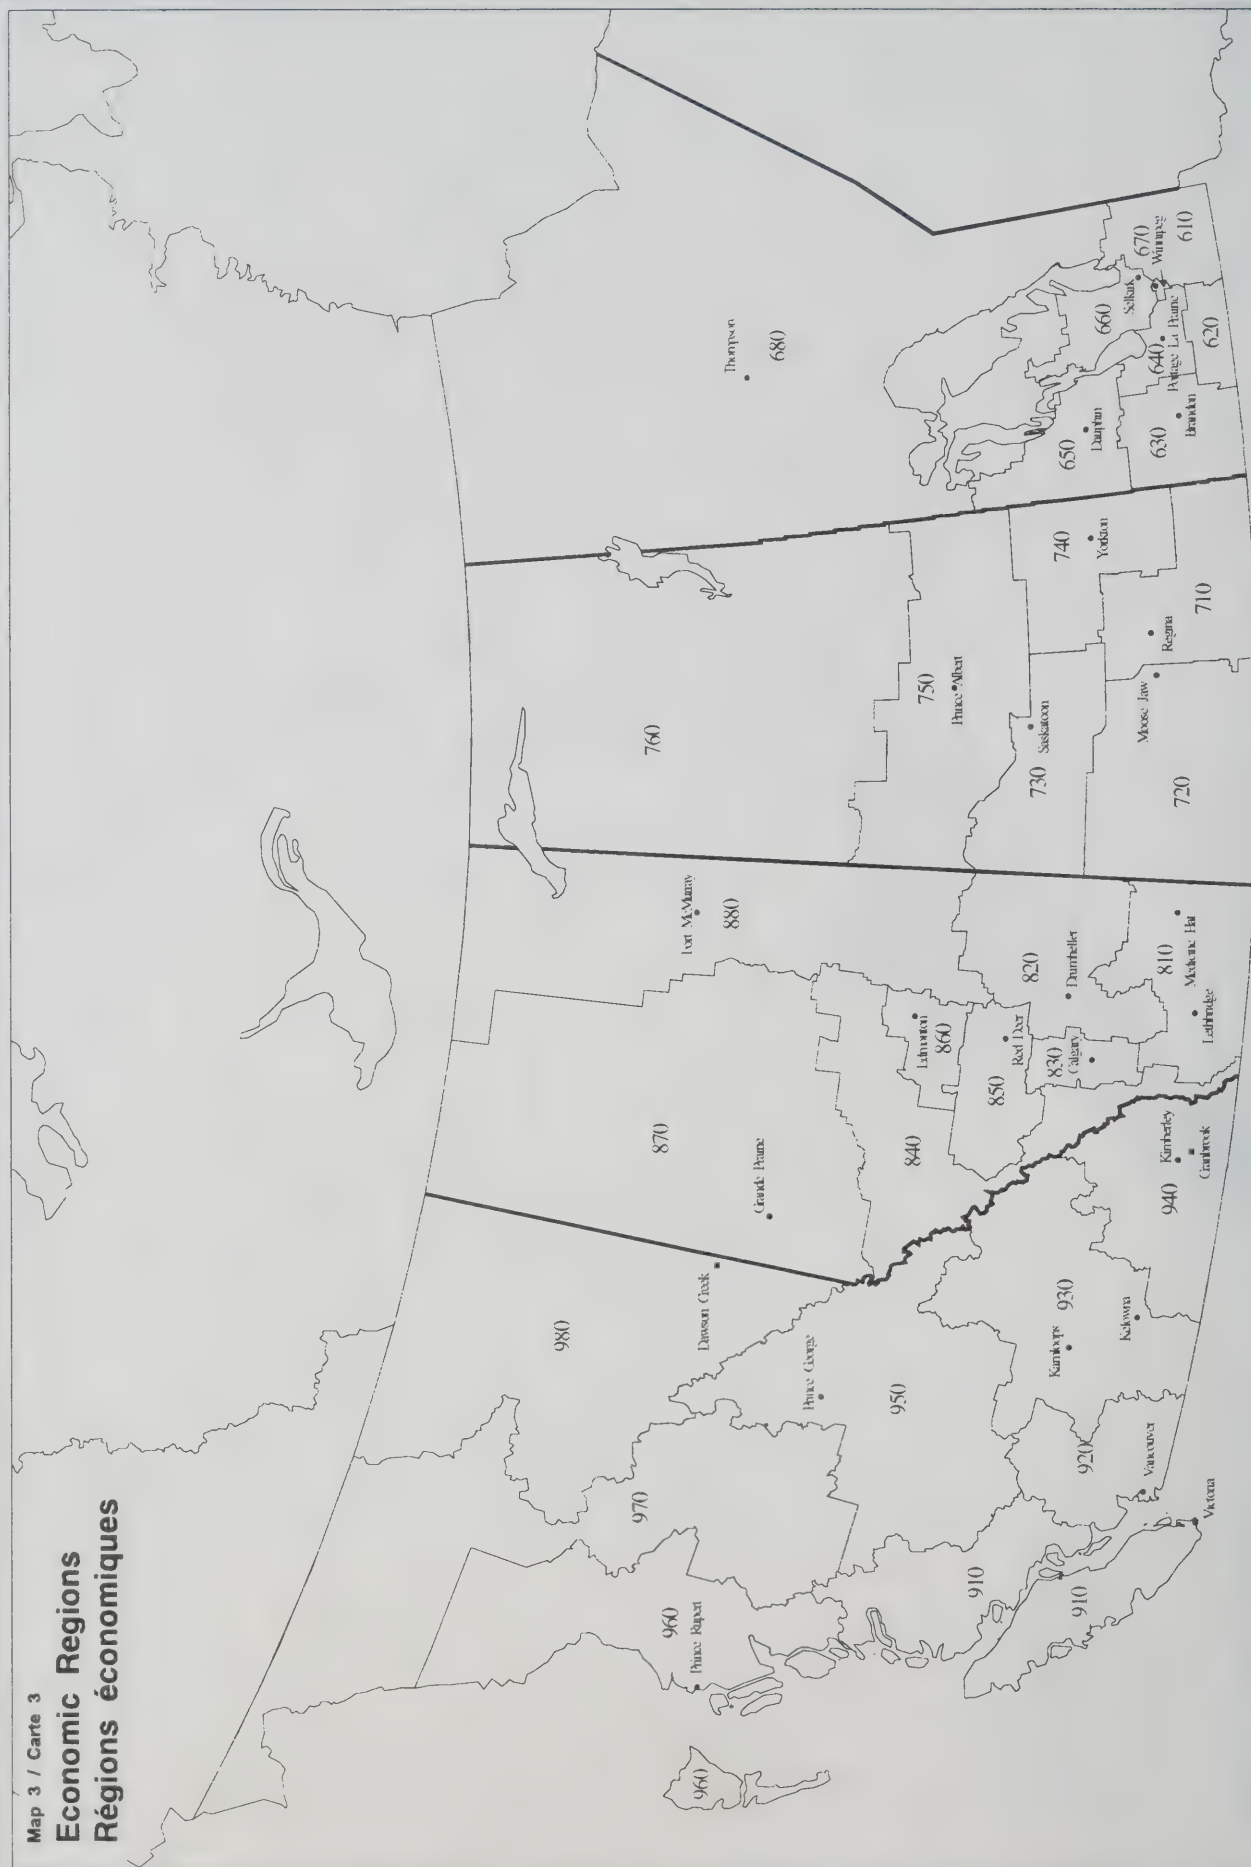 Map 3 / Carte 3
Economic Regions
Régions économiques
960
960
Prince Rupert
970
980
Dawson Creek
Prince George
950
910
910
920
Vancouver
Victoria
930
Kamloops
Kelowna
940
Kimberley
Cranbrook
870
Grande Prairie
880
Fort McMurray
840
Edmonton
860
850
Red Deer
830
Calgary
820
Drumheller
810
Medicine Hat
Lethbridge
760
750
Prince Albert
730
Saskatoon
740
Yorkton
720
Moose Jaw
Regina
710
Thompson
680
650
Dauphin
630
Brandon
660
640
Portage La Prairie
Selkirk
670
Winnipeg
620
610